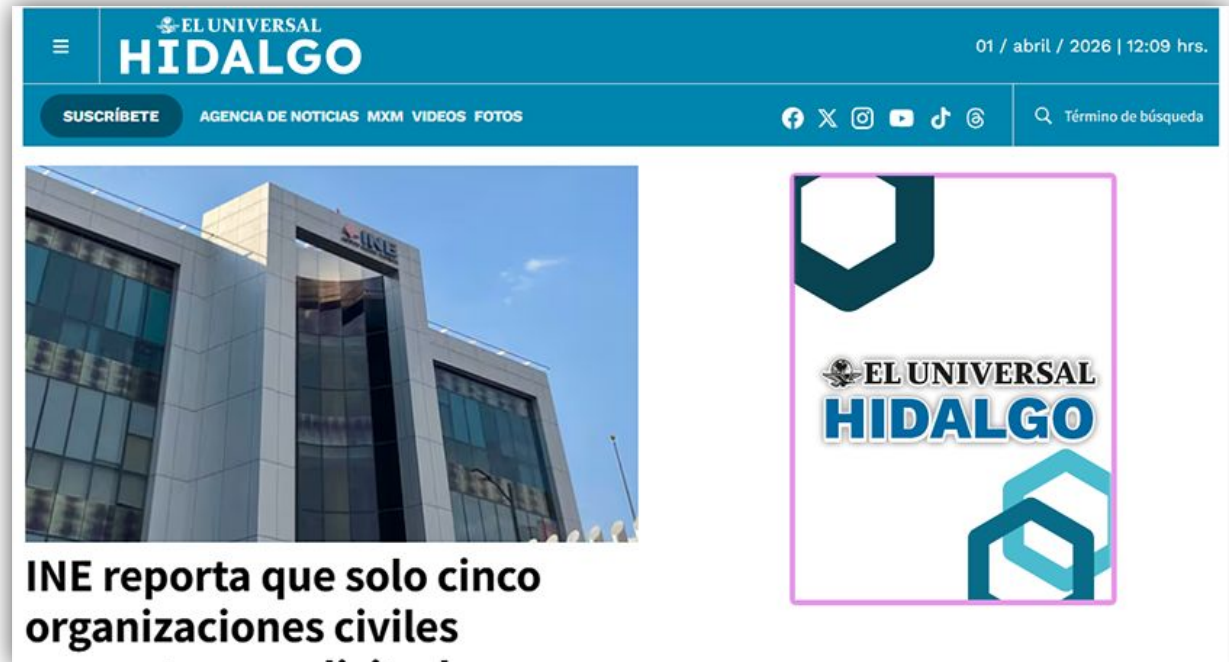 EL UNIVERSAL
HIDALGO
01 / abril / 2026 | 12:09 hrs.
SUSCRÍBETE AGENCIA DE NOTICIAS MXM VIDEOS FOTOS
Término de búsqueda
INE
EL UNIVERSAL
HIDALGO
INE reporta que solo cinco
organizaciones civiles